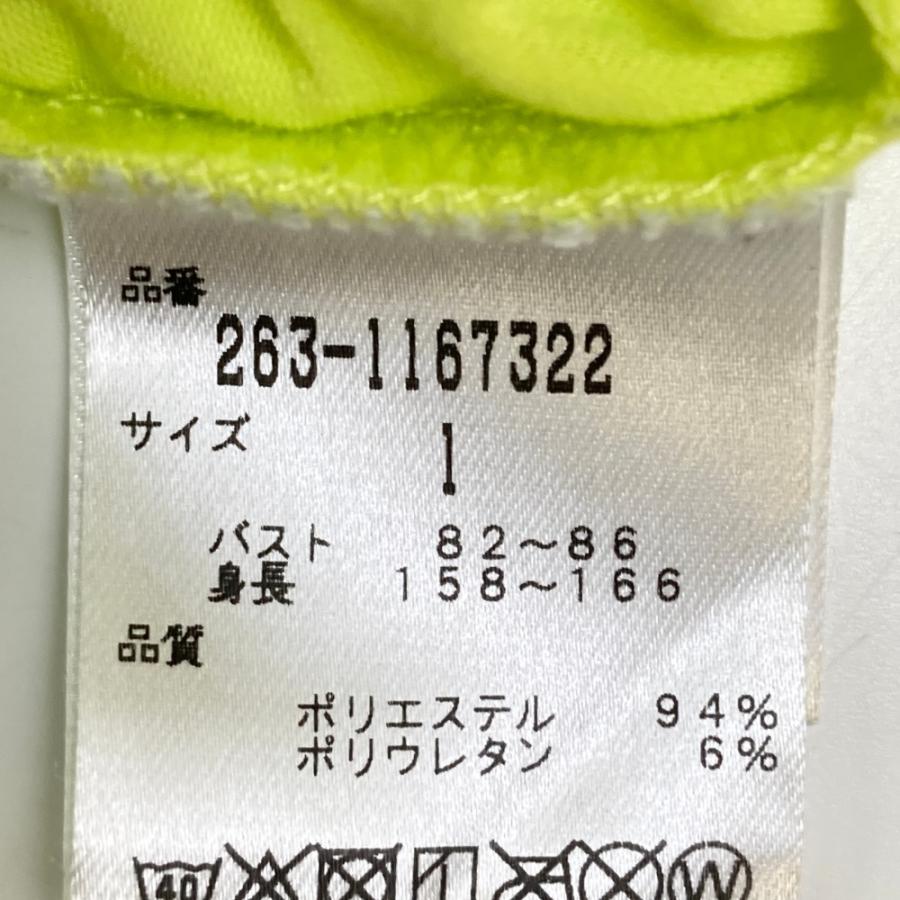 品番
263-1167322
サイズ
1
バスト 82～86
身長 158～166
品質
ポリエステル 94%
ポリウレタン 6%
40 W